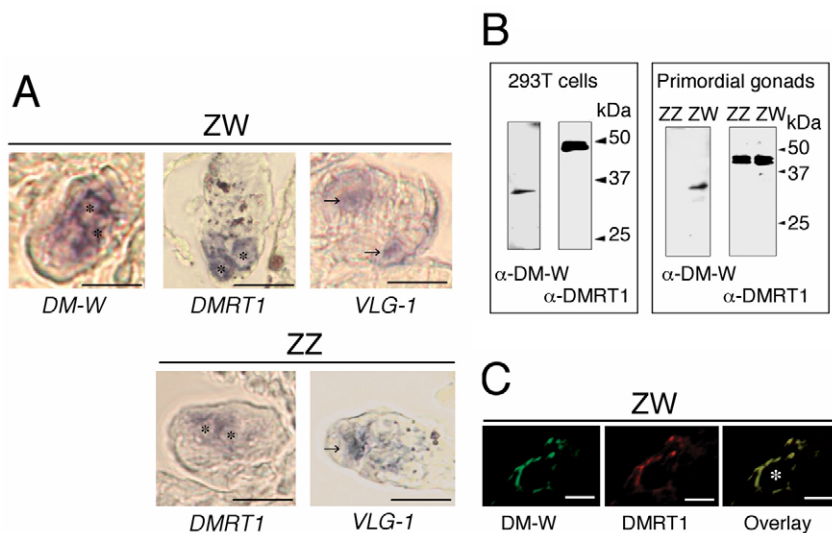 A
ZW
DM-W
DMRT1
VLG-1
ZZ
DMRT1
VLG-1
B
293T cells
kDa
50
37
25
α-DM-W
α-DMRT1
Primordial gonads
ZZ ZW ZZ ZW
kDa
50
37
25
α-DM-W
α-DMRT1
C
ZW
*
DM-W
DMRT1
Overlay